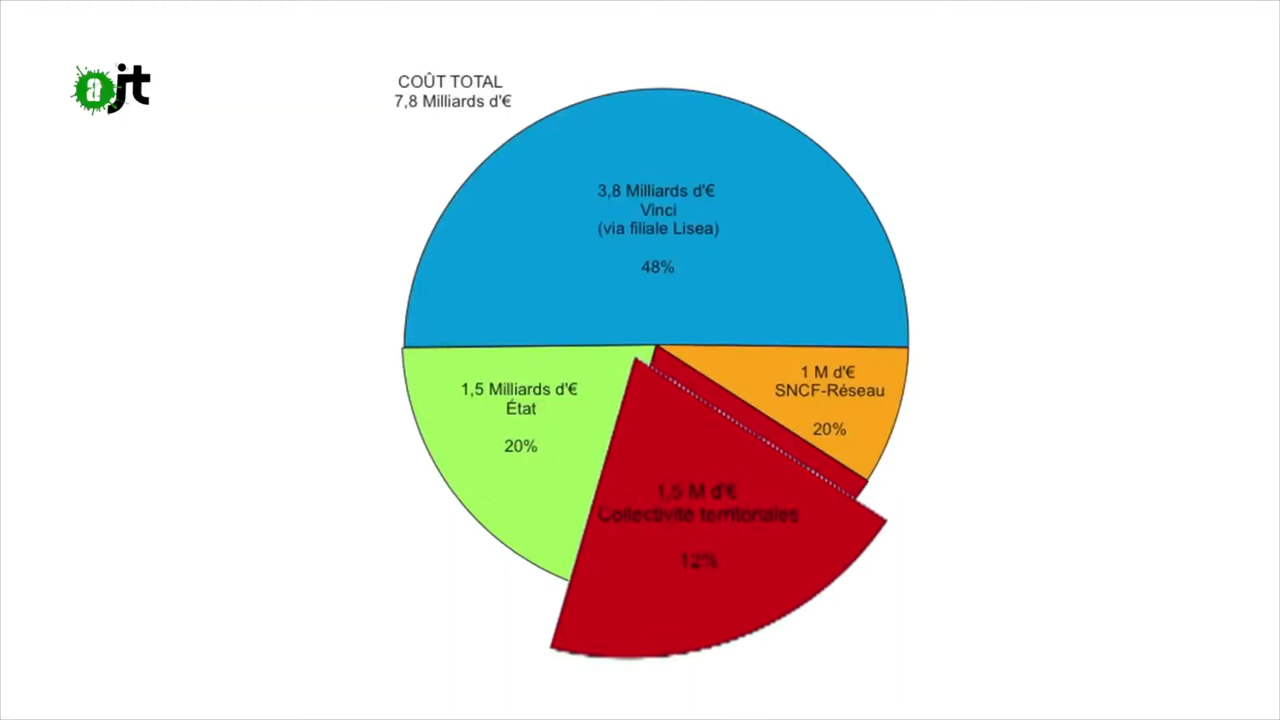 ajt
COÛT TOTAL
7,8 Milliards d'€
3,8 Milliards d'€
Vinci
(via filiale Lisea)
48%
1 M d'€
SNCF-Réseau
20%
1,5 Milliards d'€
État
20%
1,5 M d'€
Collectivité territoriales
12%